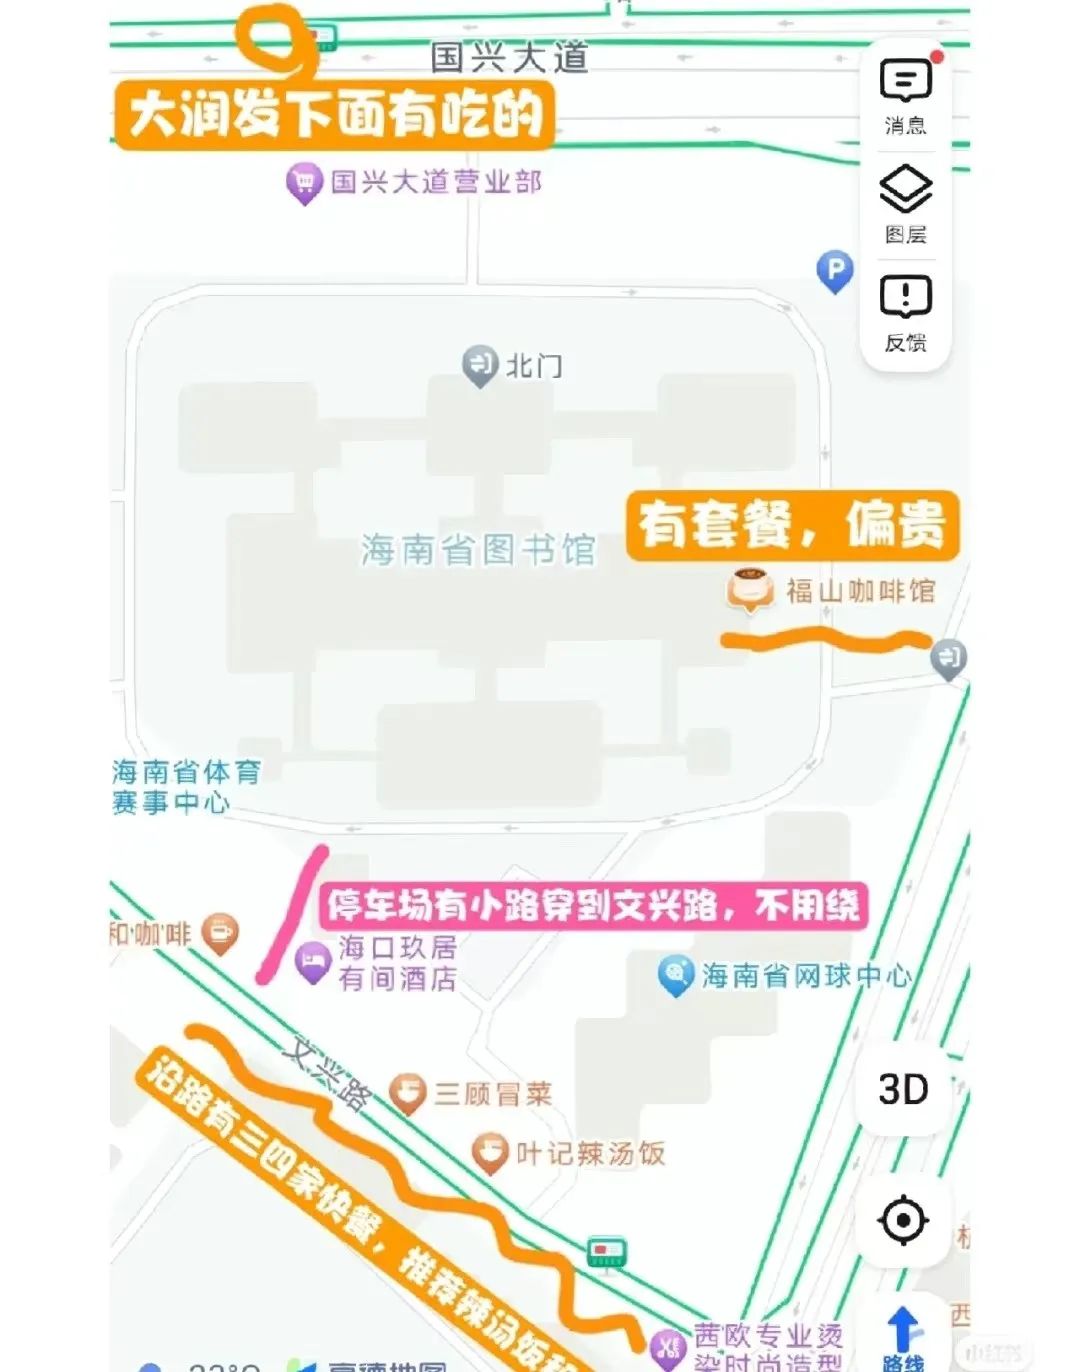 国兴大道
大润发下面有吃的
国兴大道营业部
消息
图层
P
反馈
北门
海南省图书馆
有套餐，偏贵
福山咖啡馆
海南省体育
赛事中心
停车场有小路穿到文兴路，不用绕
和咖啡
海口玖居
有间酒店
海南省网球中心
文兴路
三顾冒菜
叶记辣汤饭
沿路有三四家快餐，推荐辣汤饭
3D
茜欧专业烫
染时尚造型
西
路线
高德地图
小红书